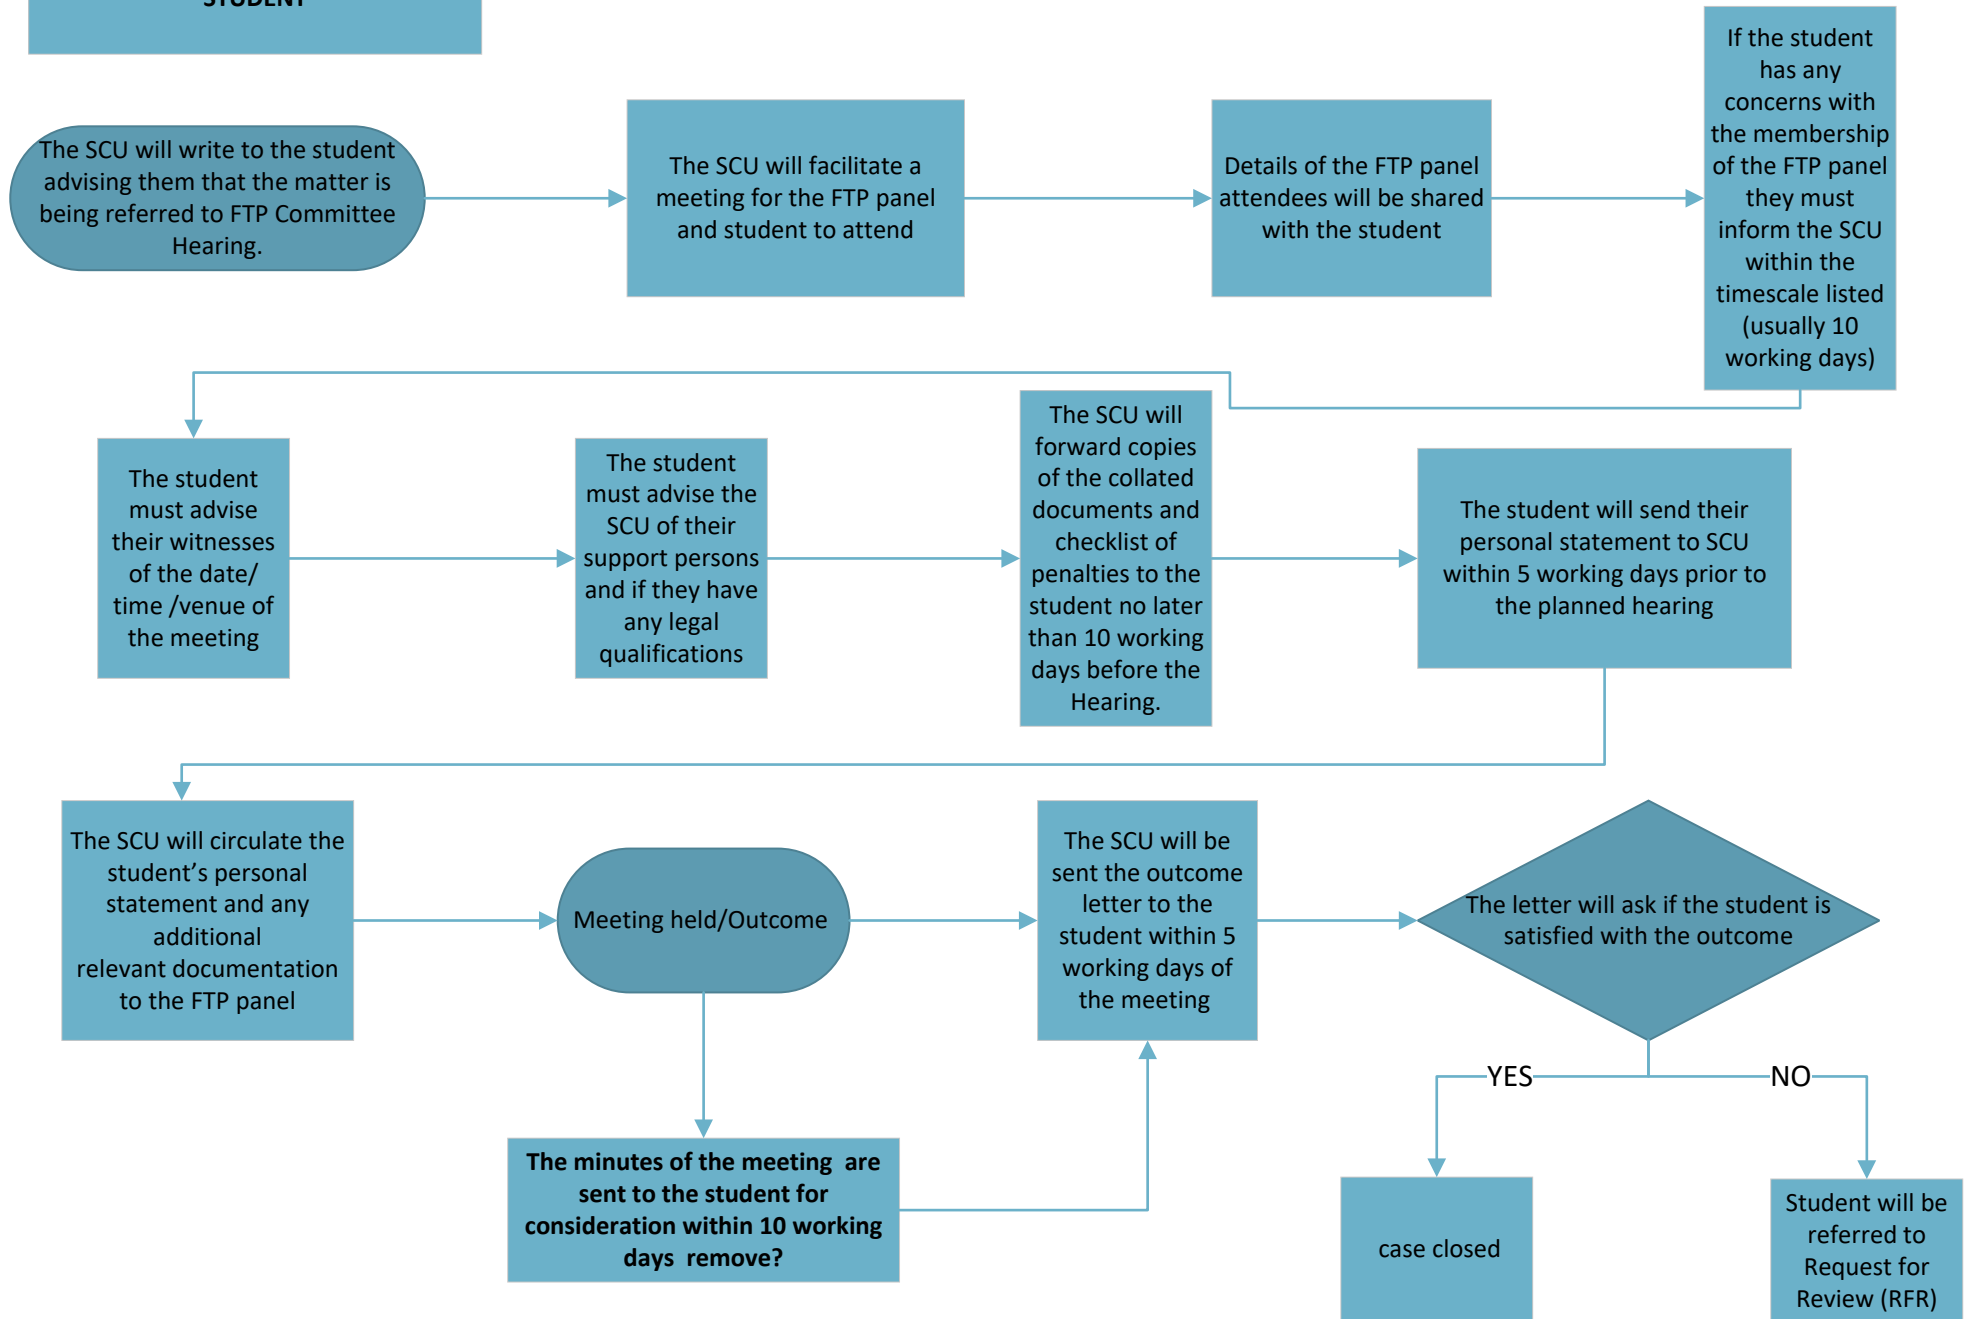 STUDENT
The SCU will write to the student
advising them that the matter is
being referred to FTP Committee
Hearing.
The SCU will facilitate a
meeting for the FTP panel
and student to attend
Details of the FTP panel
attendees will be shared
with the student
If the student
has any
concerns with
the membership
of the FTP panel
they must
inform the SCU
within the
timescale listed
(usually 10
working days)
The student
must advise
their witnesses
of the date/
time /venue of
the meeting
The student
must advise the
SCU of their
support persons
and if they have
any legal
qualifications
The SCU will
forward copies
of the collated
documents and
checklist of
penalties to the
student no later
than 10 working
days before the
Hearing.
The student will send their
personal statement to SCU
within 5 working days prior to
the planned hearing
The SCU will circulate the
student’s personal
statement and any
additional
relevant documentation
to the FTP panel
Meeting held/Outcome
The SCU will be
sent the outcome
letter to the
student within 5
working days of
the meeting
The letter will ask if the student is
satisfied with the outcome
YES
NO
The minutes of the meeting  are
sent to the student for
consideration within 10 working
days  remove?
case closed
Student will be
referred to
Request for
Review (RFR)